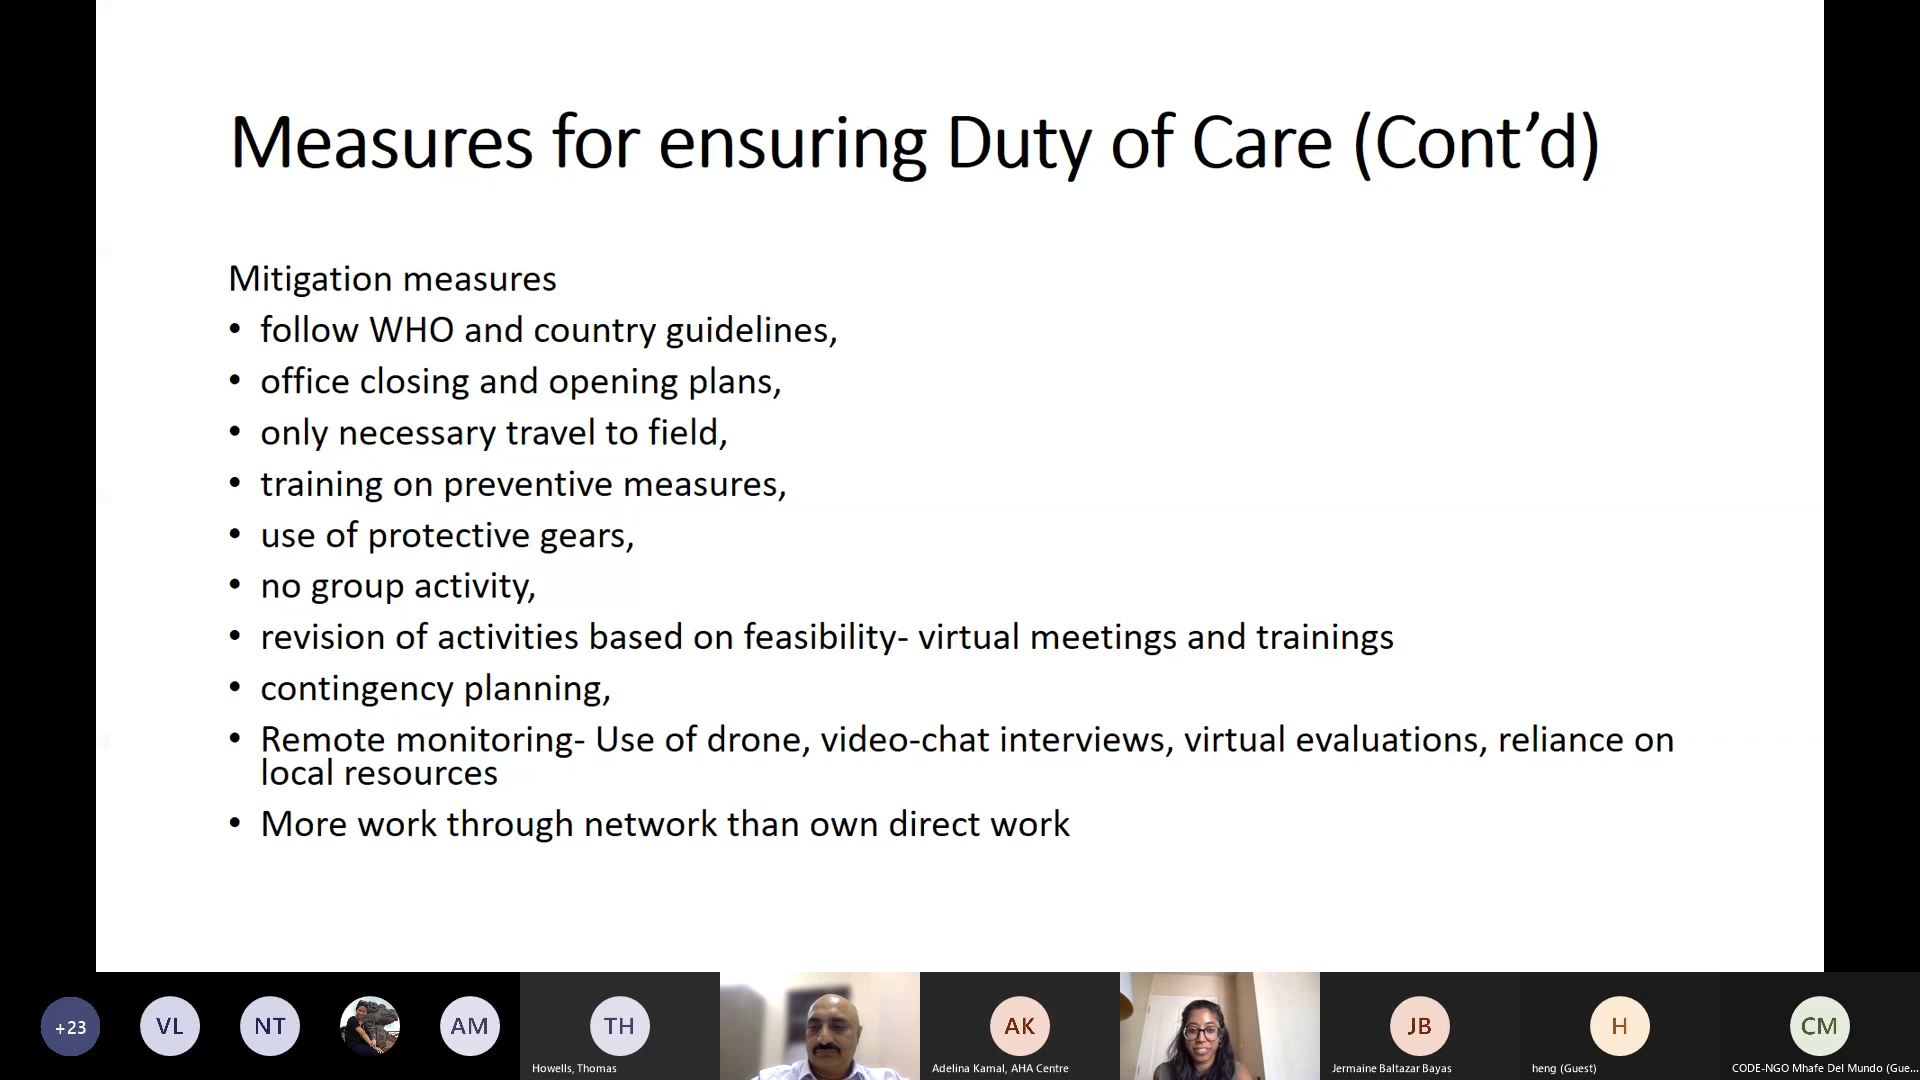 Measures for ensuring Duty of Care (Cont’d)
Mitigation measures
• follow WHO and country guidelines,
• office closing and opening plans,
• only necessary travel to field,
• training on preventive measures,
• use of protective gears,
• no group activity,
• revision of activities based on feasibility- virtual meetings and trainings
• contingency planning,
• Remote monitoring- Use of drone, video-chat interviews, virtual evaluations, reliance on
local resources
• More work through network than own direct work
+23
VL
NT
AM
TH
Howells, Thomas
AK
Adelina Kamal, AHA Centre
JB
Jermaine Baltazar Bayas
H
heng (Guest)
CM
CODE-NGO Mhafe Del Mundo (Gue...